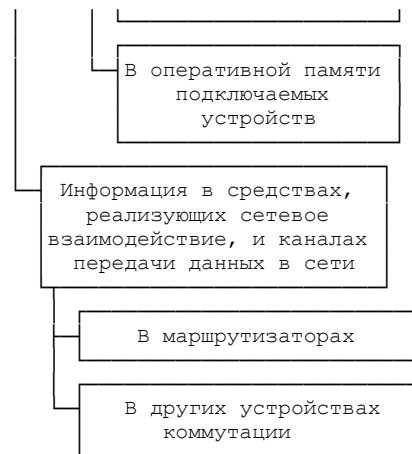 В оперативной памяти
подключаемых
устройств
Информация в средствах,
реализующих сетевое
взаимодействие, и каналах
передачи данных в сети
В маршрутизаторах
В других устройствах
коммутации